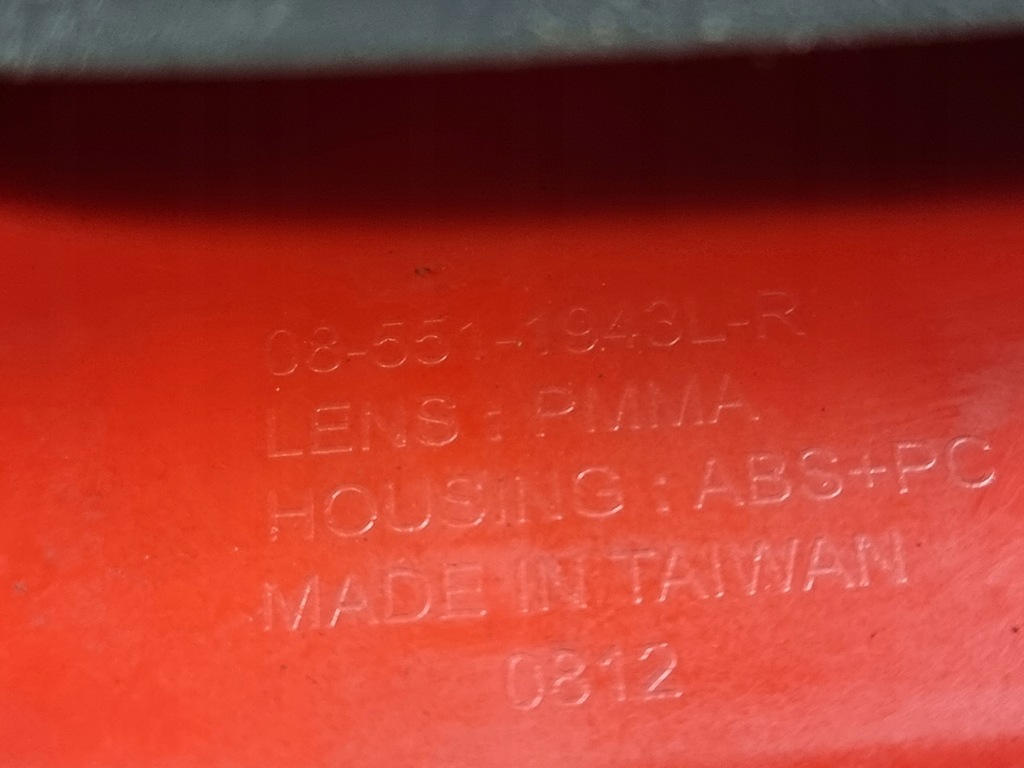 08-551-1943L-R
LENS : PMMA
HOUSING : ABS+PC
MADE IN TAIWAN
0812